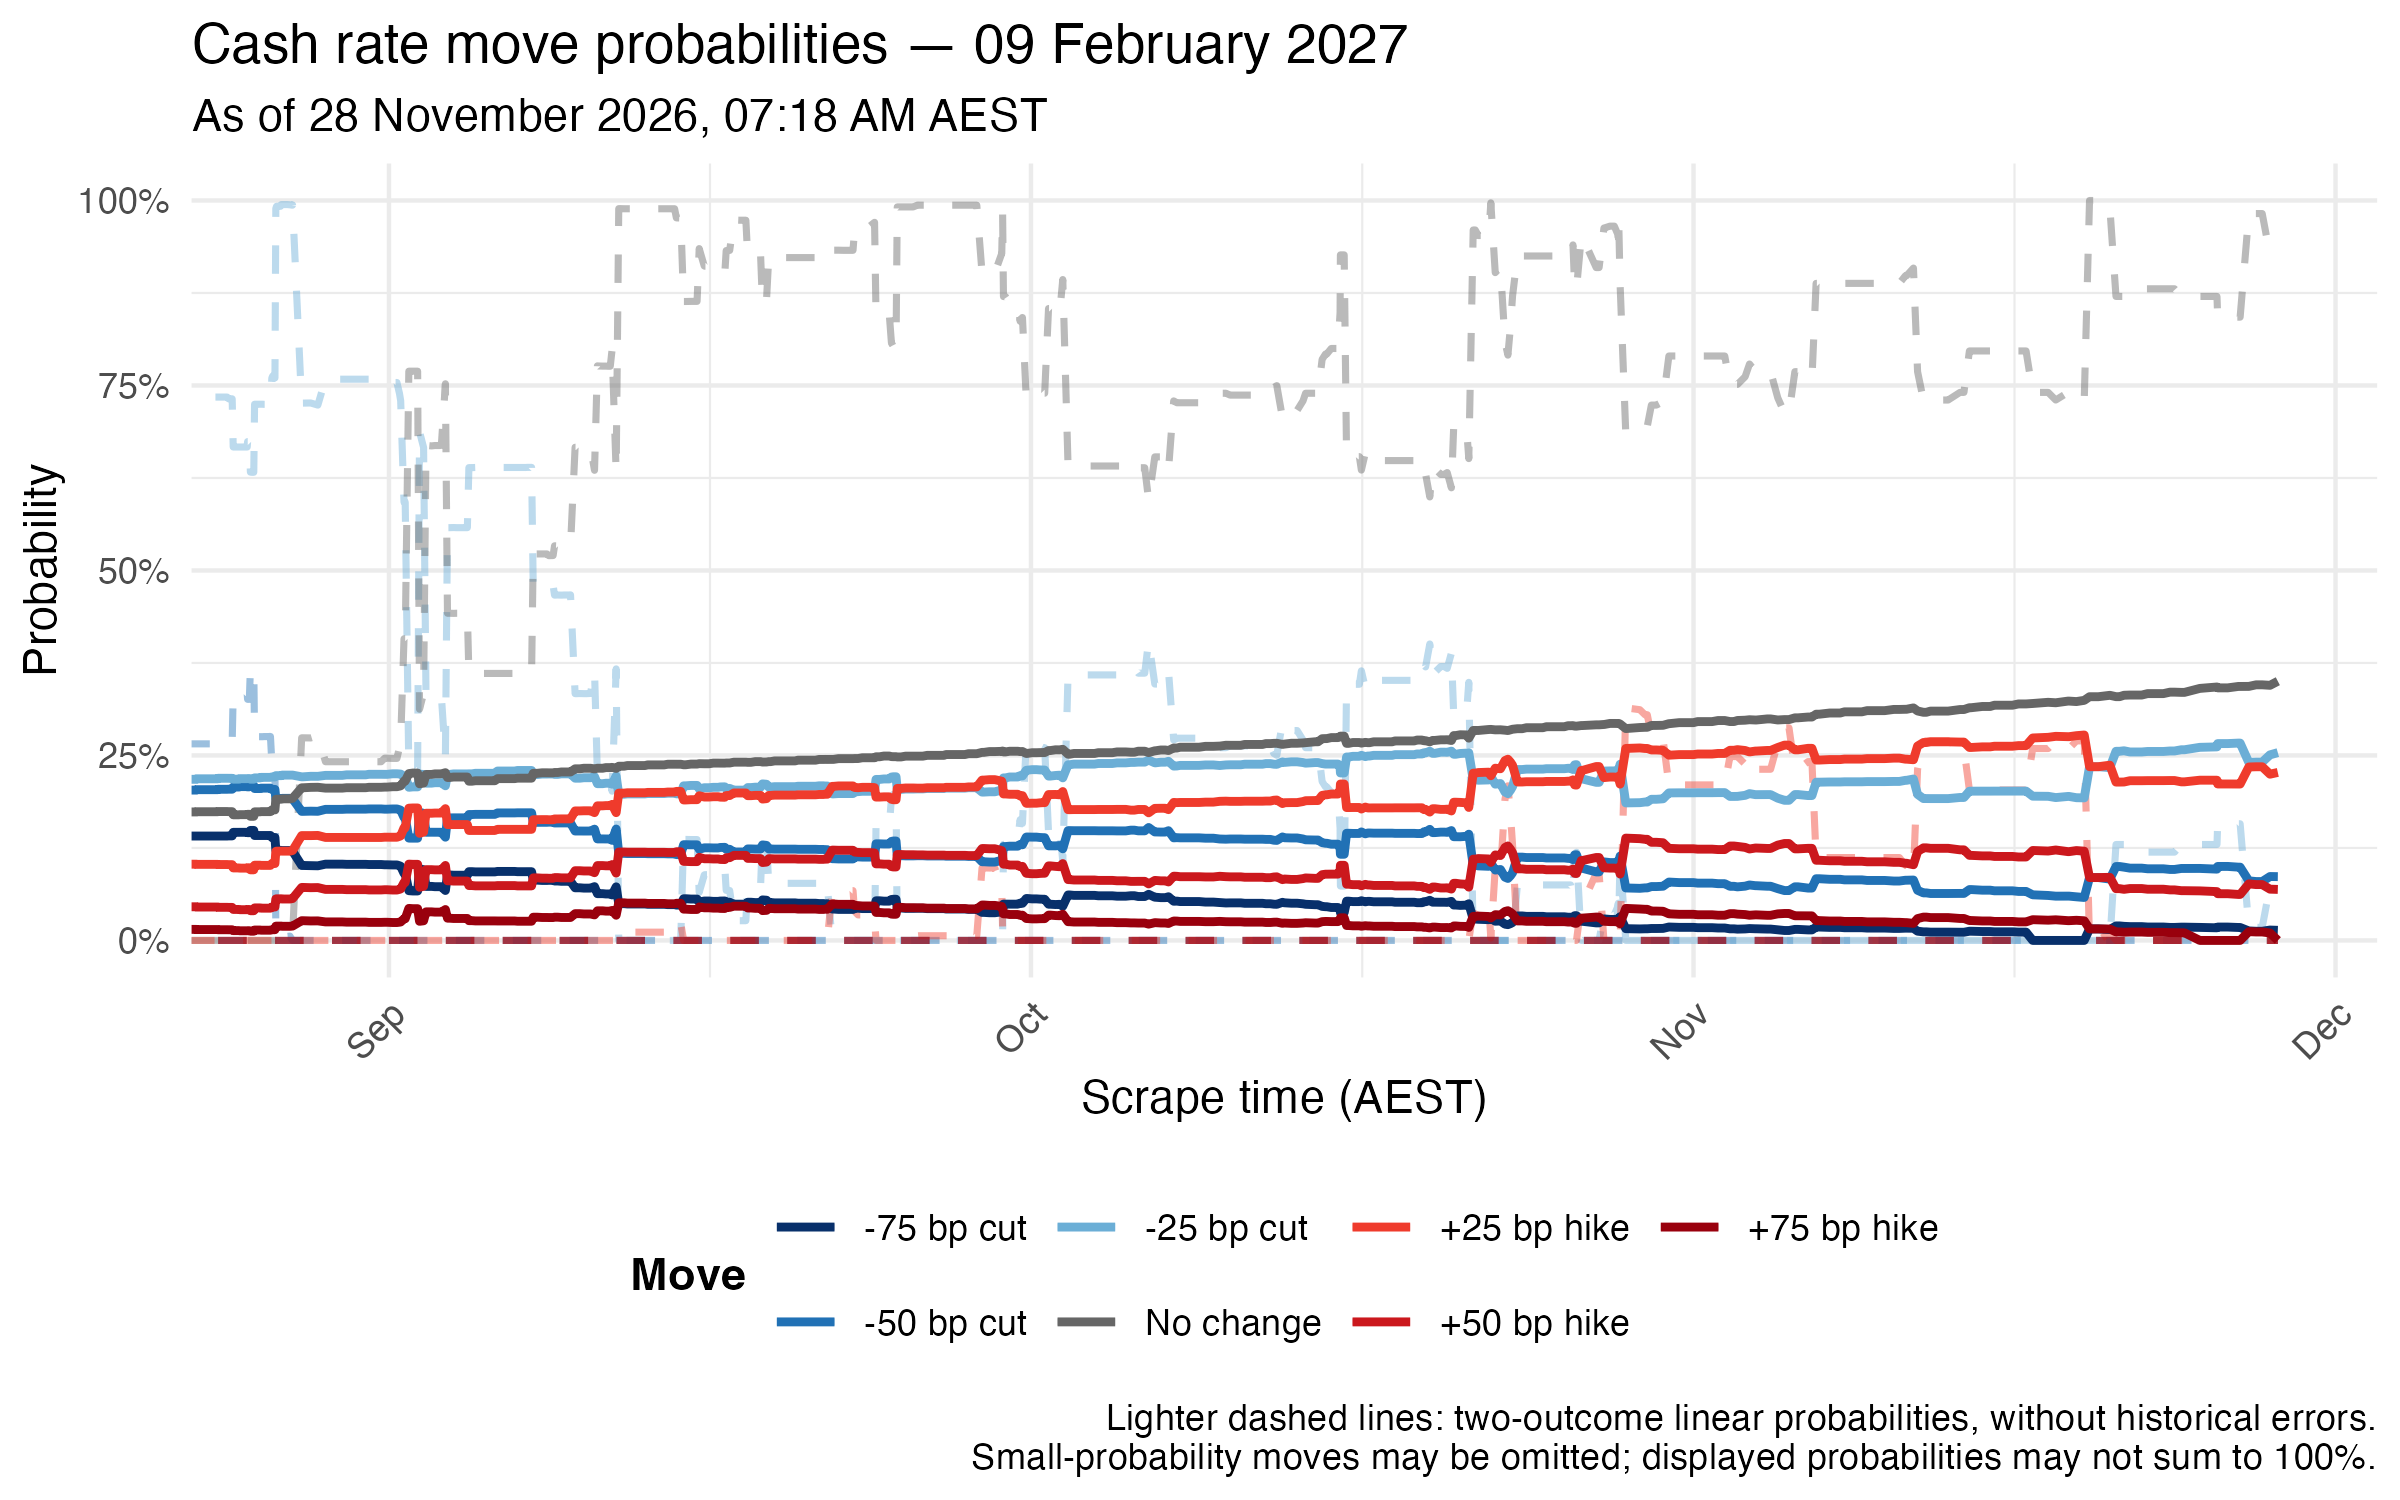 Cash rate move probabilities — 09 February 2027
As of 28 November 2026, 07:18 AM AEST
Probability
100%
75%
50%
25%
0%
Sep
Oct
Nov
Dec
Scrape time (AEST)
Move
-75 bp cut
-25 bp cut
+25 bp hike
+75 bp hike
-50 bp cut
No change
+50 bp hike
Lighter dashed lines: two-outcome linear probabilities, without historical errors.
Small-probability moves may be omitted; displayed probabilities may not sum to 100%.